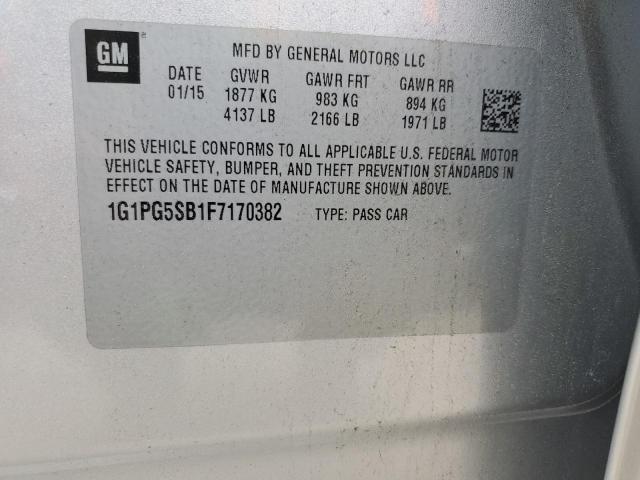 GM
MFD BY GENERAL MOTORS LLC
DATE GVWR GAWR FRT GAWR RR
01/15 1877 KG 983 KG 894 KG
4137 LB 2166 LB 1971 LB
THIS VEHICLE CONFORMS TO ALL APPLICABLE U.S. FEDERAL MOTOR
VEHICLE SAFETY, BUMPER, AND THEFT PREVENTION STANDARDS IN
EFFECT ON THE DATE OF MANUFACTURE SHOWN ABOVE.
1G1PG5SB1F7170382 TYPE: PASS CAR